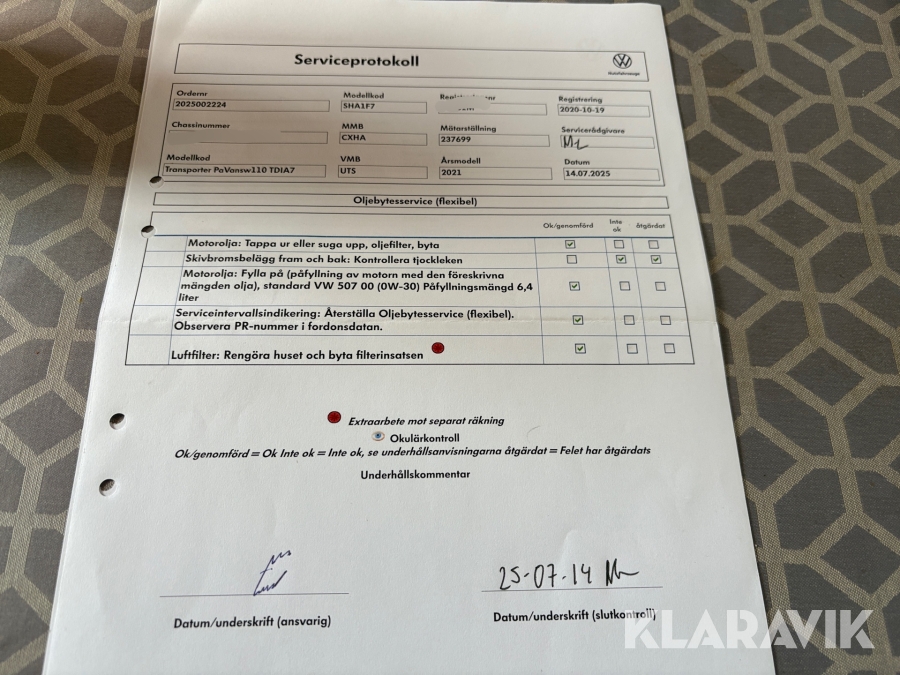 Serviceprotokoll
Ordernr
2025002224
Modellkod
SHA1F7
Registrering
2020-10-19
Chassinummer
MMB
CXHA
Mätarställning
237699
Servicerådgivare
Modellkod
Transporter PaVansw110 TDIA7
VMB
UTS
Årsmodell
2021
Datum
14.07.2025
Oljebytesservice (flexibel)
Ok/genomförd Inte ok åtgärdat
Motorolja: Tappa ur eller suga upp, oljefilter, byta
Skivbromsbelägg fram och bak: Kontrollera tjockleken
Motorolja: Fylla på (påfyllning av motorn med den föreskrivna
mängden olja), standard VW 507 00 (0W-30) Påfyllningsmängd 6,4
liter
Serviceintervallsindikering: Återställa Oljebytesservice (flexibel).
Observera PR-nummer i fordonsdatan.
Luftfilter: Rengöra huset och byta filterinsatsen
Extraarbete mot separat räkning
Okulärkontroll
Ok/genomförd = Ok Inte ok = Inte ok, se underhållsanvisningarna åtgärdat = Felet har åtgärdats
Underhållskommentar
25-07-14
Datum/underskrift (ansvarig)
Datum/underskrift (slutkontroll)
KLARAVIK